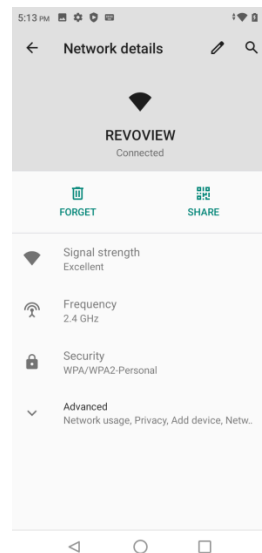 5:13 PM
Network details
REVOVIEW
Connected
FORGET
SHARE
Signal strength
Excellent
Frequency
2.4 GHz
Security
WPA/WPA2-Personal
Advanced
Network usage, Privacy, Add device, Netw..